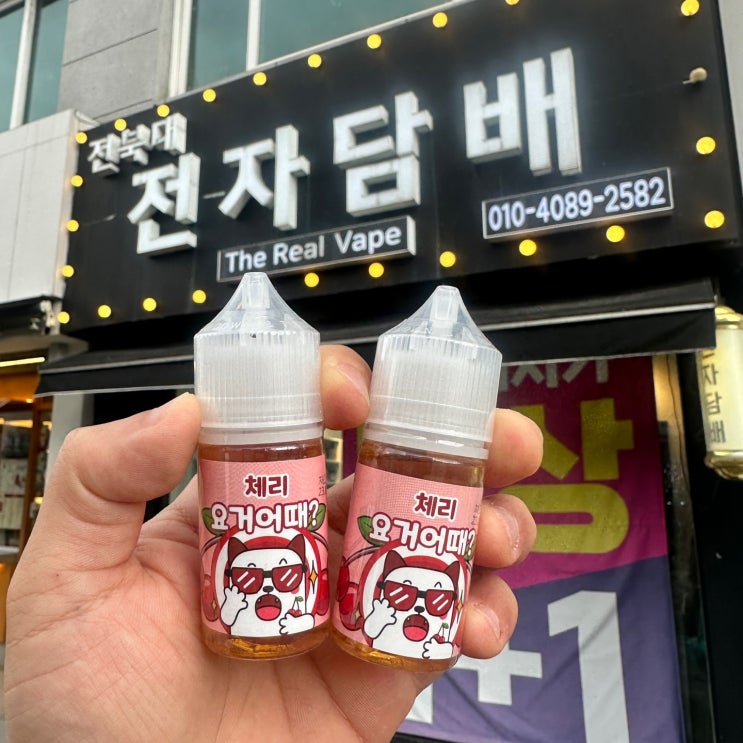 전북대
전자담배
The Real Vape
010-4089-2582
체리
요거어때?
체리
요거어때?
상
+1
자
담
배